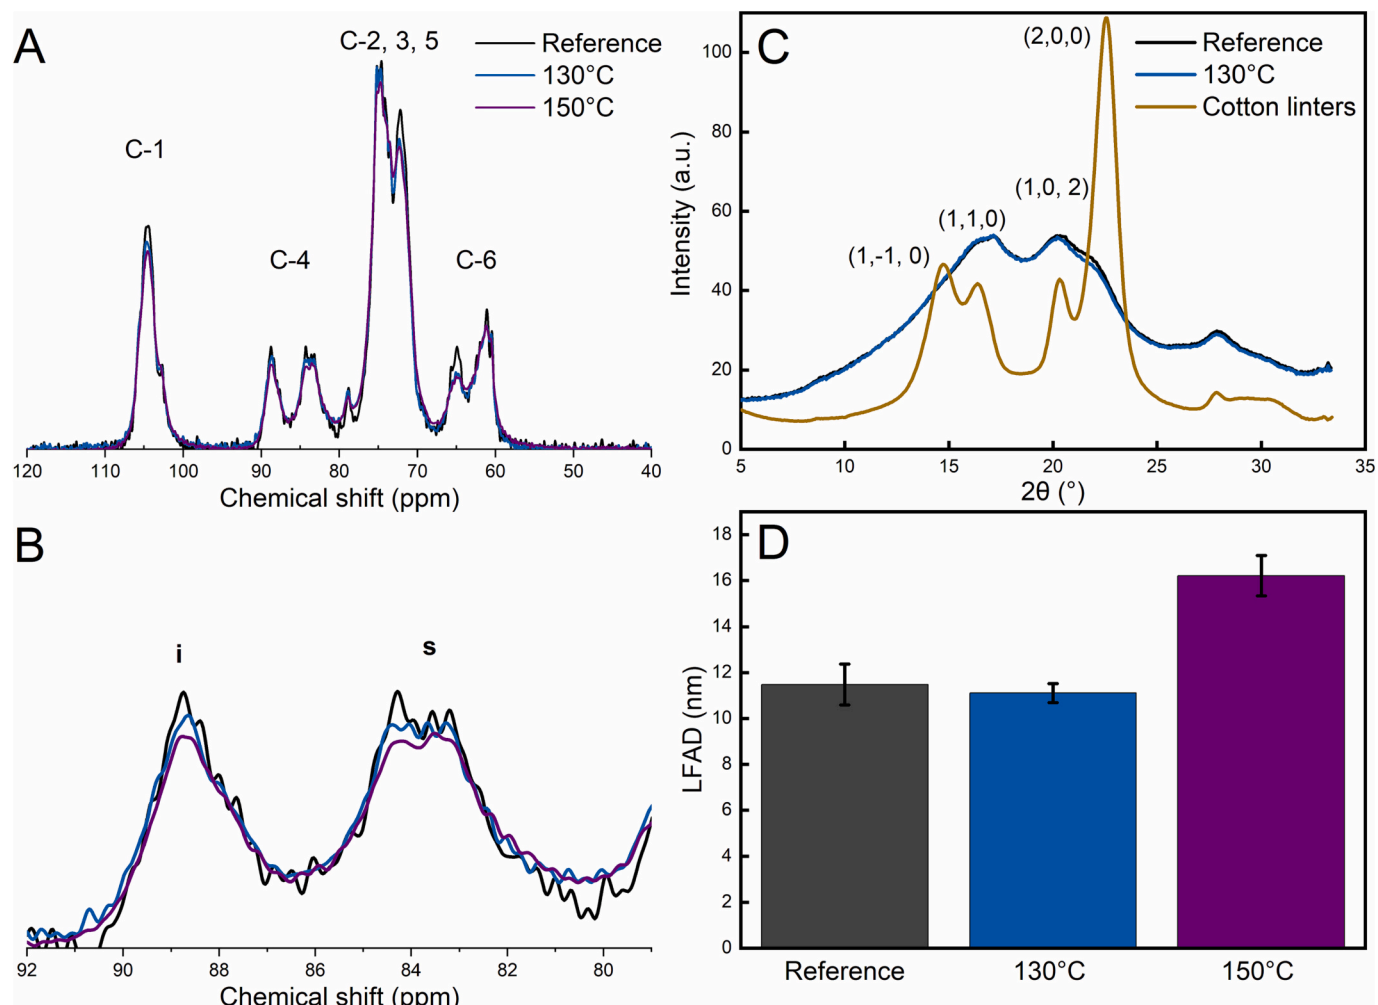 A
C-2, 3, 5
Reference
130°C
150°C
C-1
C-4
C-6
120 110 100 90 80 70 60 50 40
Chemical shift (ppm)
B
i
s
92 90 88 86 84 82 80
Chemical shift (ppm)
C
(2,0,0)
Reference
130°C
Cotton linters
(1,0, 2)
(1,1,0)
(1,-1, 0)
Intensity (a.u.)
100
80
60
40
20
0
5 10 15 20 25 30 35
2θ (°)
D
LFAD (nm)
18
16
14
12
10
8
6
4
2
0
Reference 130°C 150°C